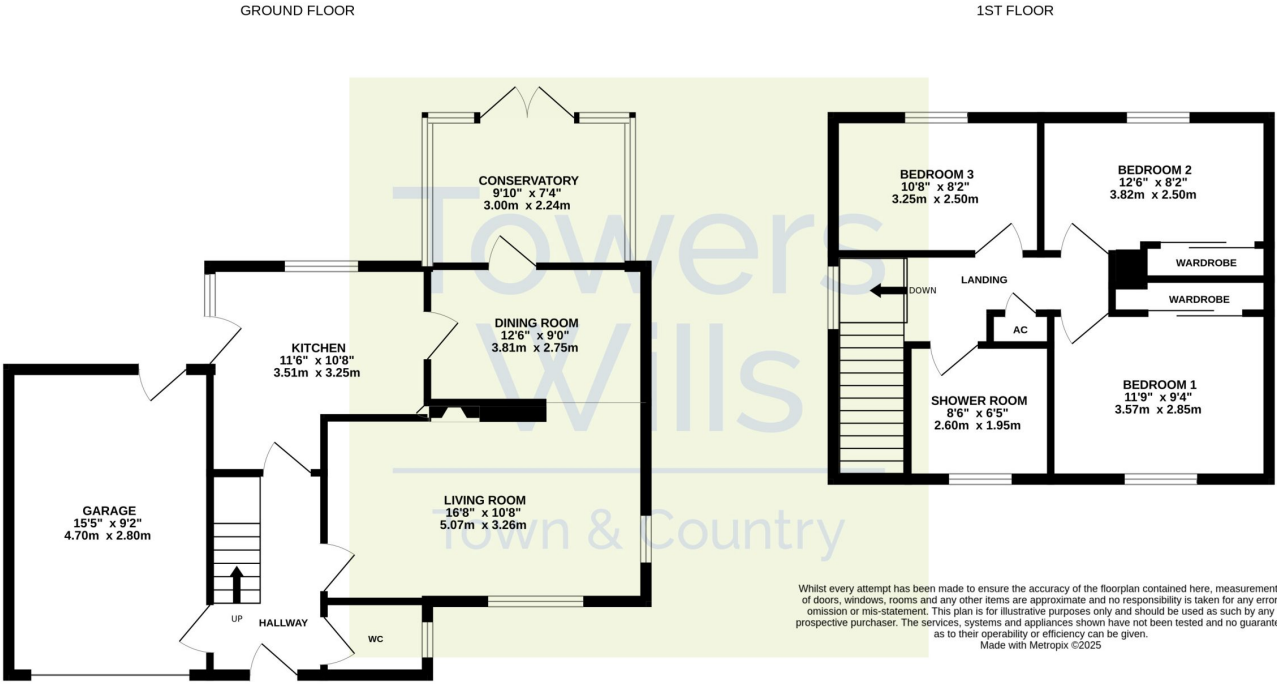 GROUND FLOOR
1ST FLOOR
CONSERVATORY
9'10" x 7'4"
3.00m x 2.24m
KITCHEN
11'6" x 10'8"
3.51m x 3.25m
DINING ROOM
12'6" x 9'0"
3.81m x 2.75m
GARAGE
15'5" x 9'2"
4.70m x 2.80m
LIVING ROOM
16'8" x 10'8"
5.07m x 3.26m
UP
HALLWAY
WC
BEDROOM 3
10'8" x 8'2"
3.25m x 2.50m
BEDROOM 2
12'6" x 8'2"
3.82m x 2.50m
WARDROBE
LANDING
DOWN
WARDROBE
AC
SHOWER ROOM
8'6" x 6'5"
2.60m x 1.95m
BEDROOM 1
11'9" x 9'4"
3.57m x 2.85m
Towers
Wills
Town & Country
Whilst every attempt has been made to ensure the accuracy of the floorplan contained here, measurement
of doors, windows, rooms and any other items are approximate and no responsibility is taken for any error
omission or mis-statement. This plan is for illustrative purposes only and should be used as such by any
prospective purchaser. The services, systems and appliances shown have not been tested and no guarante
as to their operability or efficiency can be given.
Made with Metropix ©2025